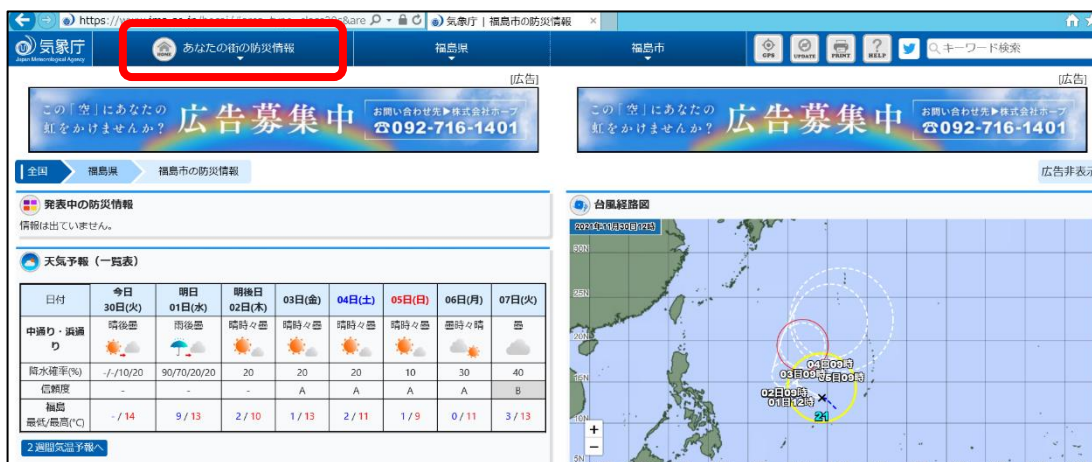 気象庁 | 福島市の防災情報
気象庁
Japan Meteorological Agency
HOME
あなたの街の防災情報
福島県
福島市
GPS
UPDATE
PRINT
HELP
キーワード検索
[広告]
[広告]
この「空」にあなたの
虹をかけませんか?
広告募集中
お問い合わせ先▶株式会社ホープ
☎092-716-1401
この「空」にあなたの
虹をかけませんか?
広告募集中
お問い合わせ先▶株式会社ホープ
☎092-716-1401
全国 福島県 福島市の防災情報
広告非表示
発表中の防災情報
情報は出ていません。
天気予報（一覧表）
日付 今日 30日(火) 明日 01日(水) 明後日 02日(木) 03日(金) 04日(土) 05日(日) 06日(月) 07日(火)
中通り・浜通り 晴後曇 雨後曇 晴時々曇 晴時々曇 晴時々曇 晴時々曇 曇時々晴 曇
降水確率(%) -/-/10/20 90/70/20/20 20 20 20 10 30 40
信頼度 - - - A A A A B
福島 最低/最高(℃) - / 14 9 / 13 2 / 10 1 / 13 2 / 11 1 / 9 0 / 11 3 / 13
2週間気温予報へ
台風経路図
2021年11月30日12時
30N
25N
20N
15N
10N
5N
04日09時
03日09時
05日09時
02日09時
01日12時
21
+
−